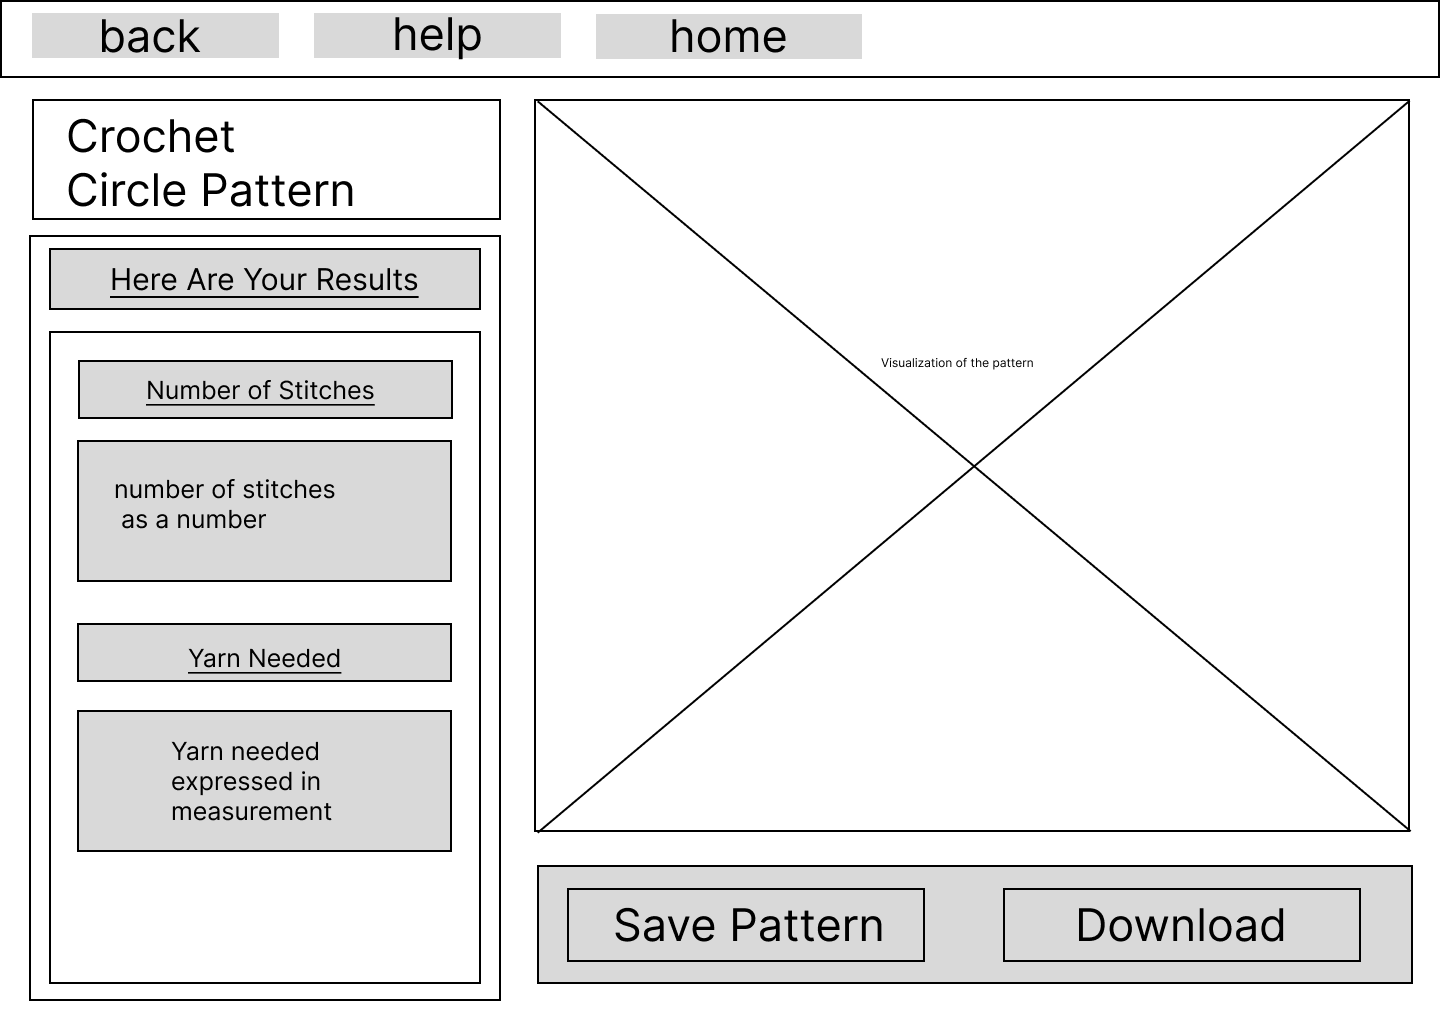 back help home
Crochet
Circle Pattern
Here Are Your Results
Number of Stitches
number of stitches
as a number
Yarn Needed
Yarn needed
expressed in
measurement
Visualization of the pattern
Save Pattern Download